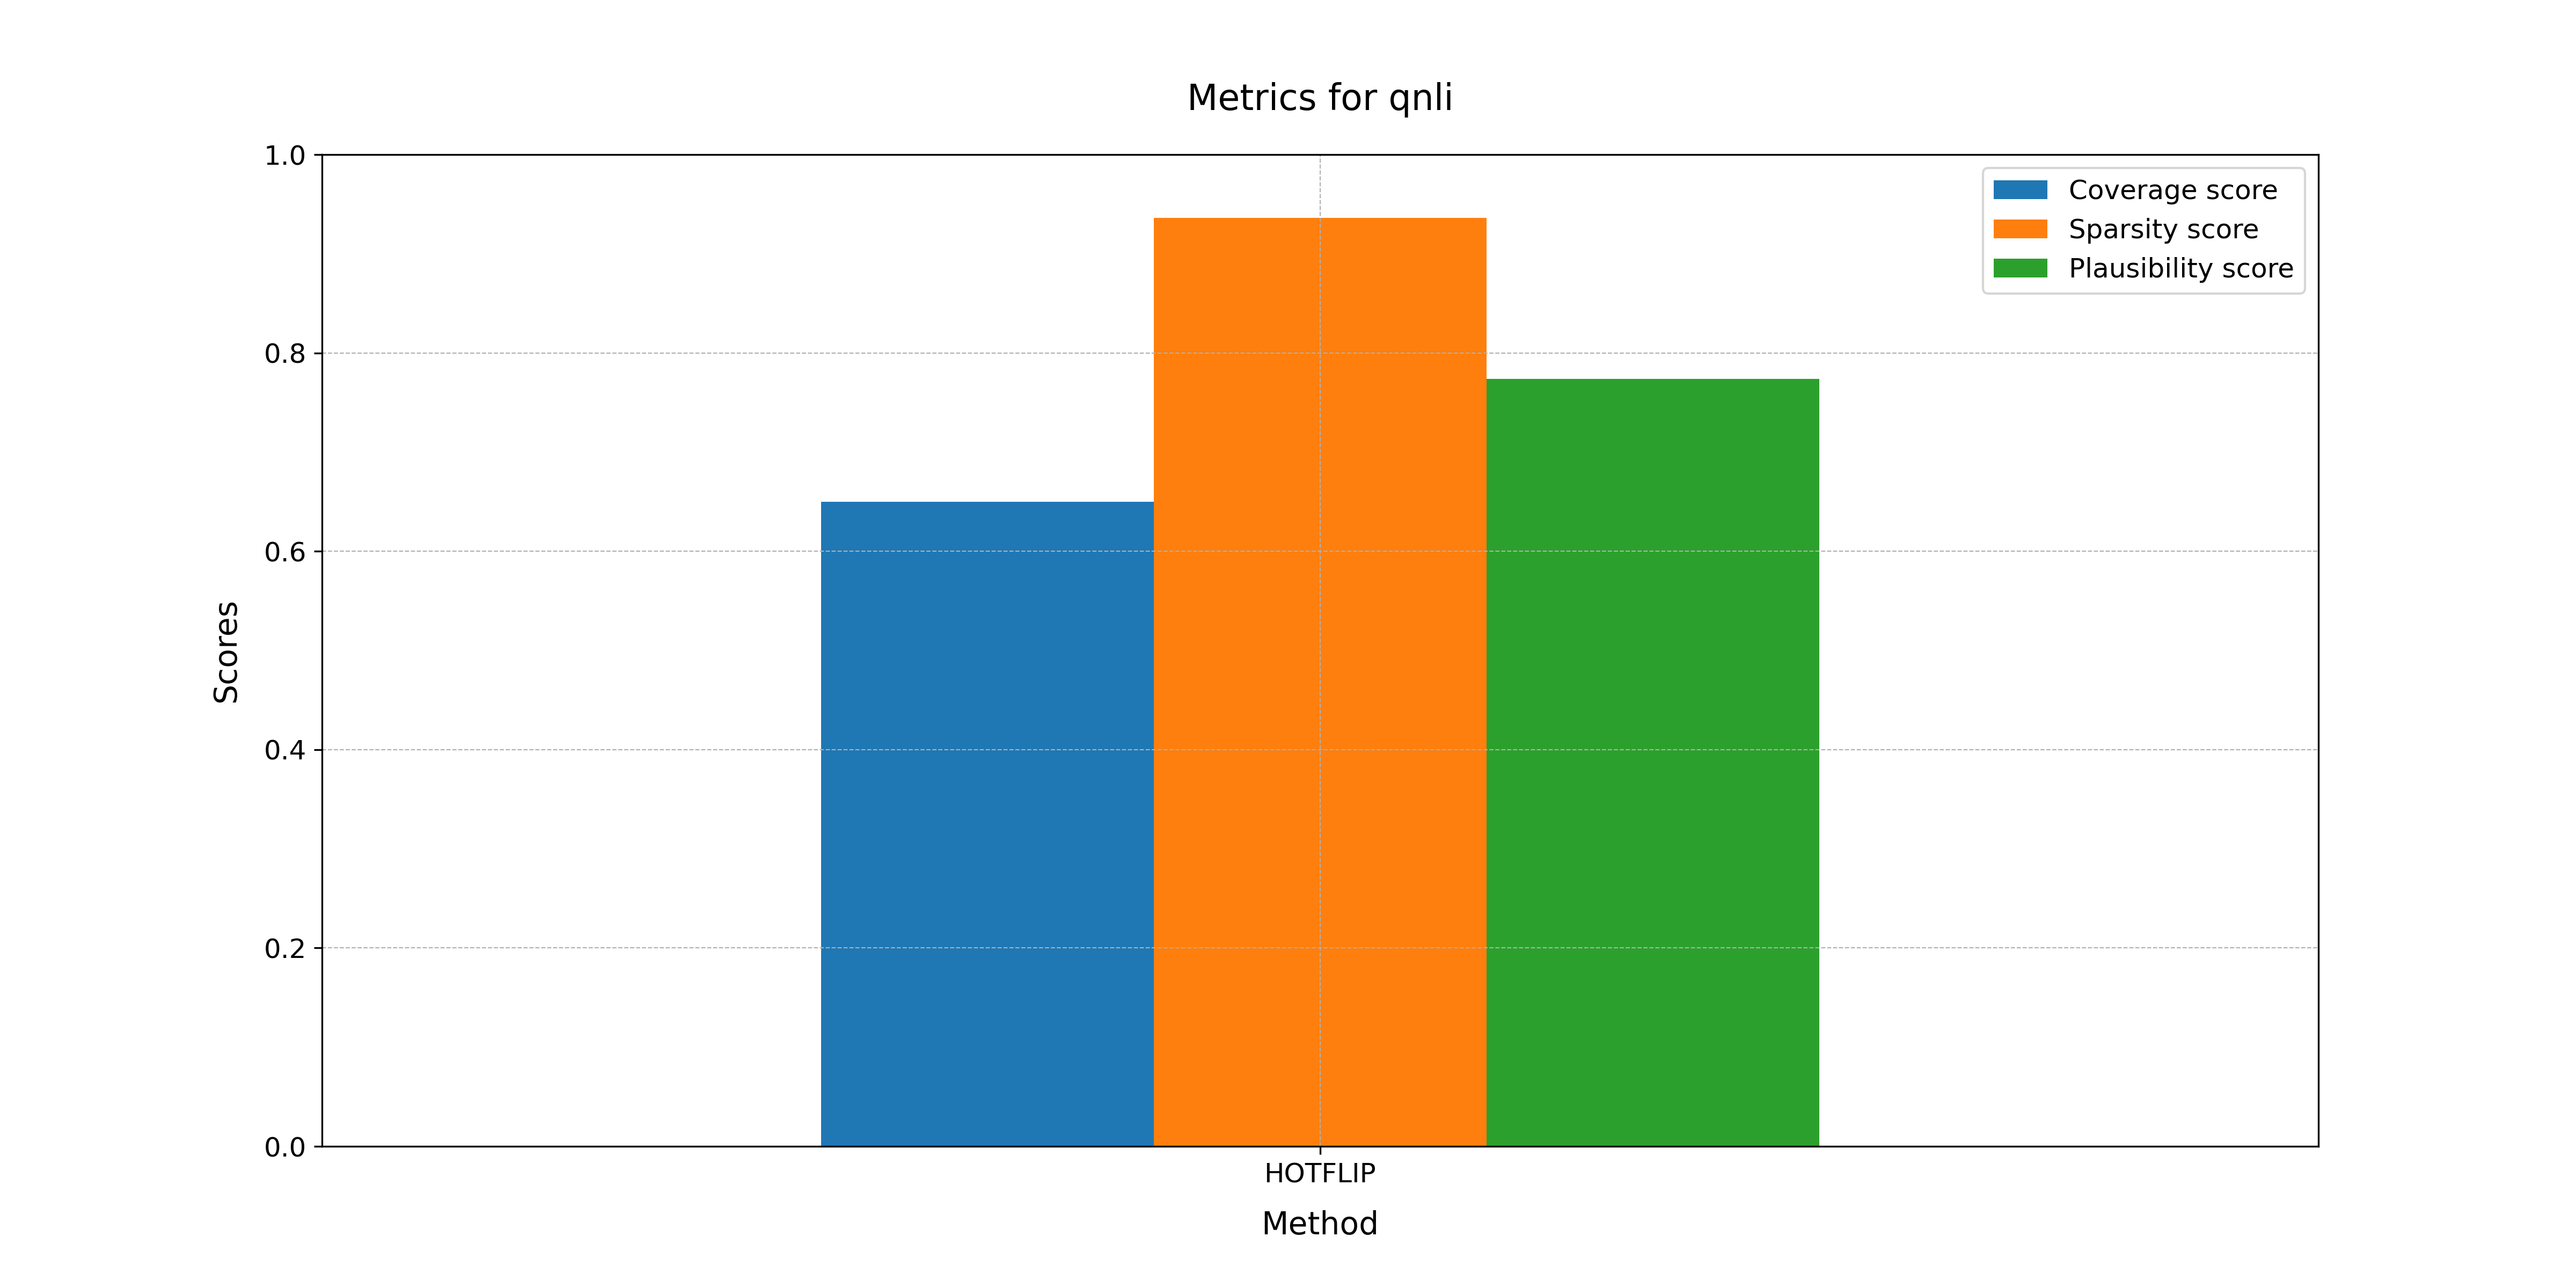 Metrics for qnli
1.0
0.8
0.6
0.4
0.2
0.0
Scores
Coverage score
Sparsity score
Plausibility score
HOTFLIP
Method